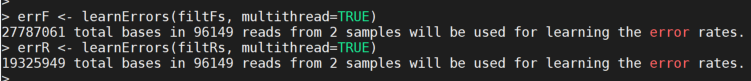 > errF <- learnErrors(filtFs, multithread=TRUE)
27787061 total bases in 96149 reads from 2 samples will be used for learning the error rates.
> errR <- learnErrors(filtRs, multithread=TRUE)
19325949 total bases in 96149 reads from 2 samples will be used for learning the error rates.
>